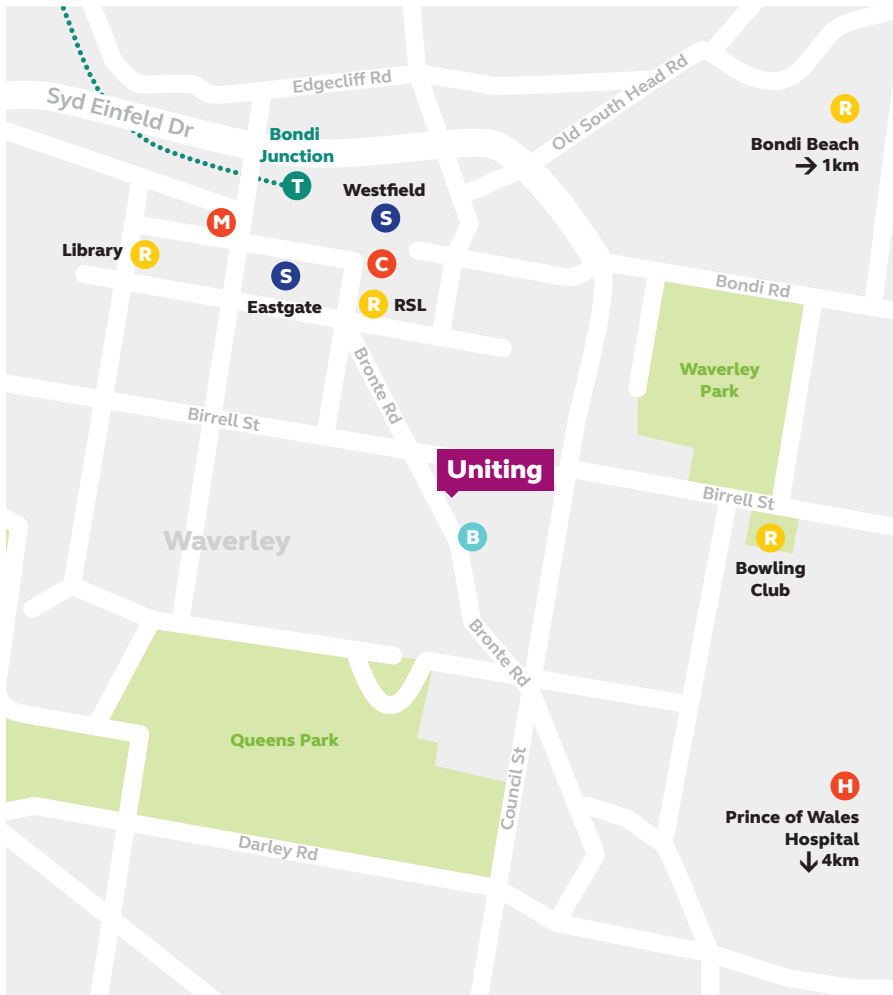 Edgecliff Rd
Old South Head Rd
Syd Einfeld Dr
R
Bondi Beach
→ 1km
Bondi
Junction
T
Westfield
S
M
Library
R
C
S
Eastgate
R
RSL
Bondi Rd
Bronte Rd
Waverley
Park
Birrell St
Uniting
Birrell St
Waverley
B
R
Bowling
Club
Bronte Rd
Queens Park
Council St
H
Prince of Wales
Hospital
↓ 4km
Darley Rd